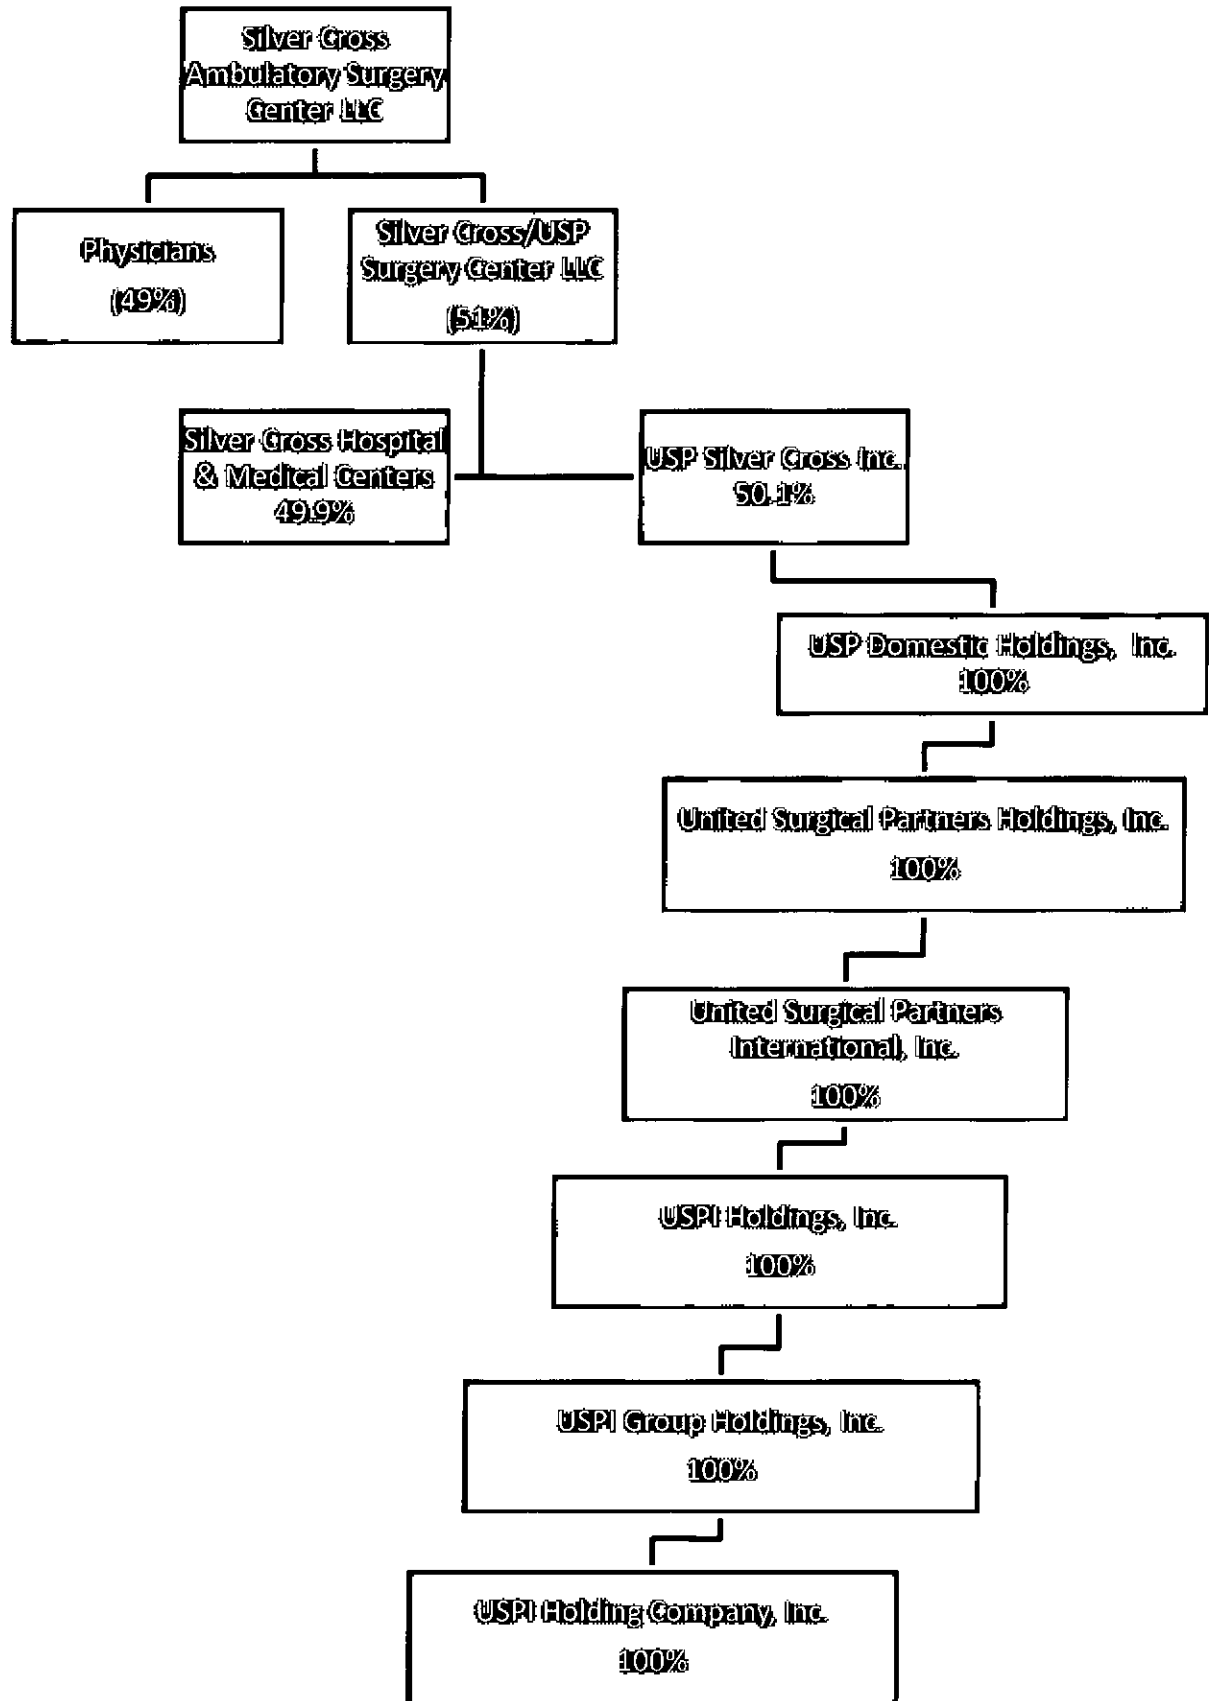 Silver Cross
Ambulatory Surgery
Center LLC
Physicians
(49%)
Silver Cross/USP
Surgery Center LLC
(51%)
Silver Cross Hospital
& Medical Centers
49.9%
USP Silver Cross Inc.
50.1%
USP Domestic Holdings, Inc.
100%
United Surgical Partners Holdings, Inc.
100%
United Surgical Partners
International, Inc.
100%
USPI Holdings, Inc.
100%
USPI Group Holdings, Inc.
100%
USPI Holding Company, Inc.
100%